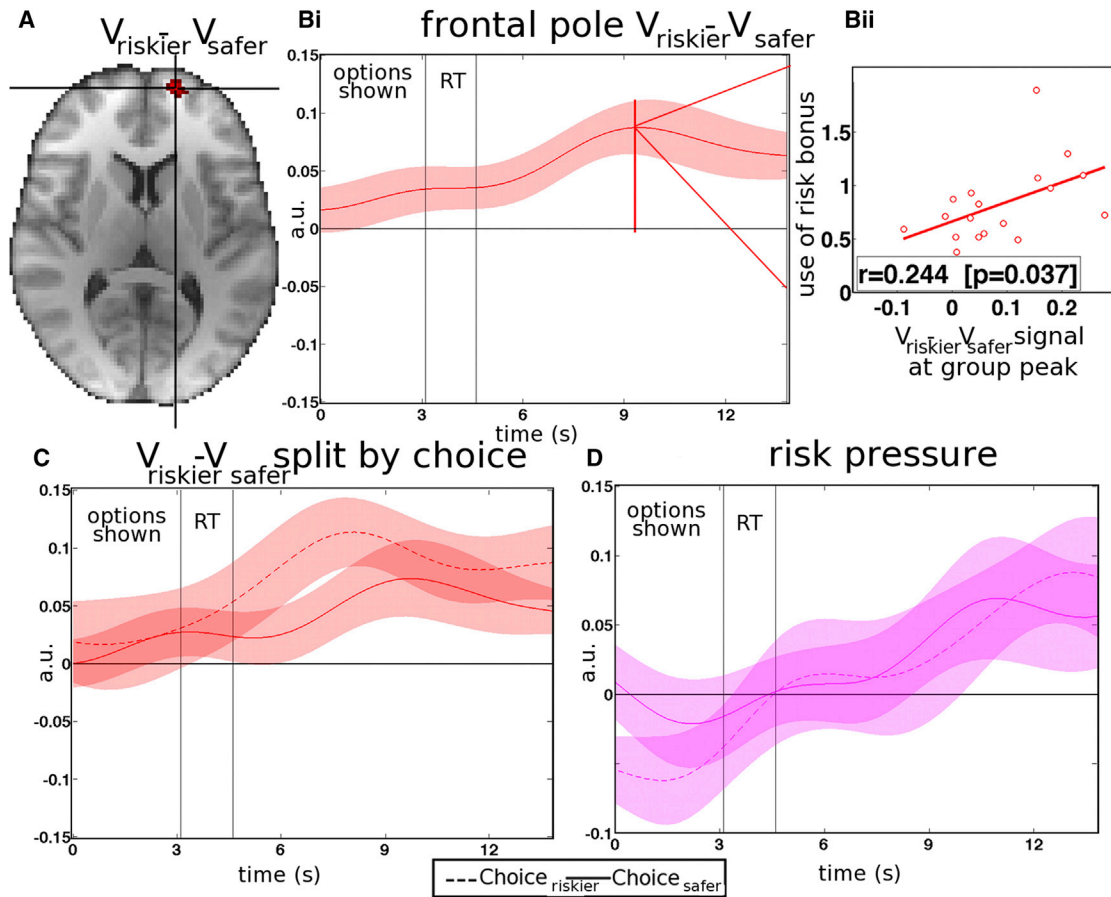 A
V riskier - V safer
Bi
frontal pole V riskier - V safer
0.15
0.1
0.05
0
-0.05
-0.1
-0.15
a.u.
options
shown
RT
0 3 6 9 12
time (s)
Bii
2
1.5
1
0.5
0
use of risk bonus
r=0.244 [p=0.037]
-0.1 0 0.1 0.2
V riskier - V safer signal
at group peak
C
V riskier - V safer split by choice
0.15
0.1
0.05
0
-0.05
-0.1
-0.15
a.u.
options
shown
RT
0 3 6 9 12
time (s)
D
risk pressure
0.15
0.1
0.05
0
-0.05
-0.1
a.u.
options
shown
RT
0 3 6 9 12
time (s)
Choice riskier Choice safer